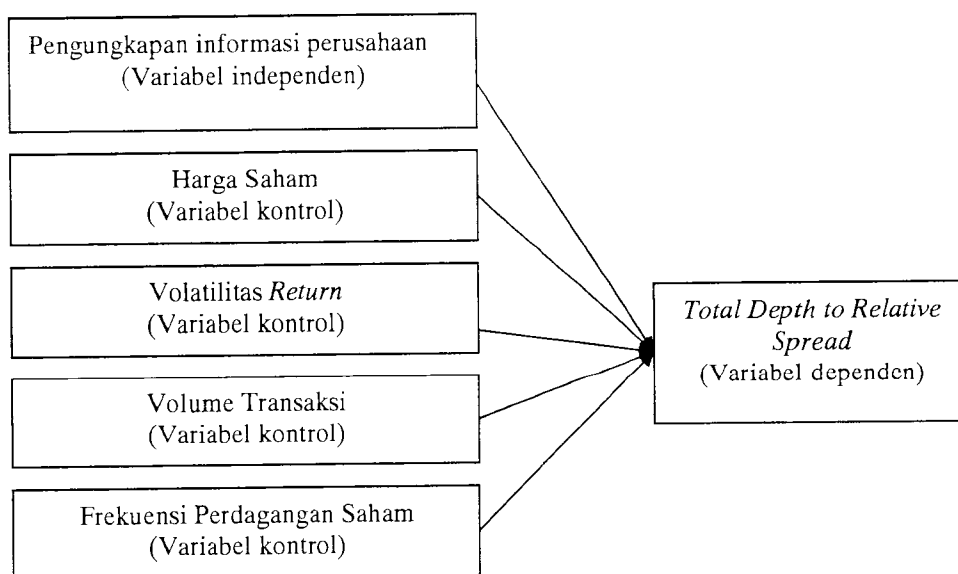 Pengungkapan informasi perusahaan
(Variabel independen)
Harga Saham
(Variabel kontrol)
Volatilitas Return
(Variabel kontrol)
Volume Transaksi
(Variabel kontrol)
Frekuensi Perdagangan Saham
(Variabel kontrol)
Total Depth to Relative
Spread
(Variabel dependen)